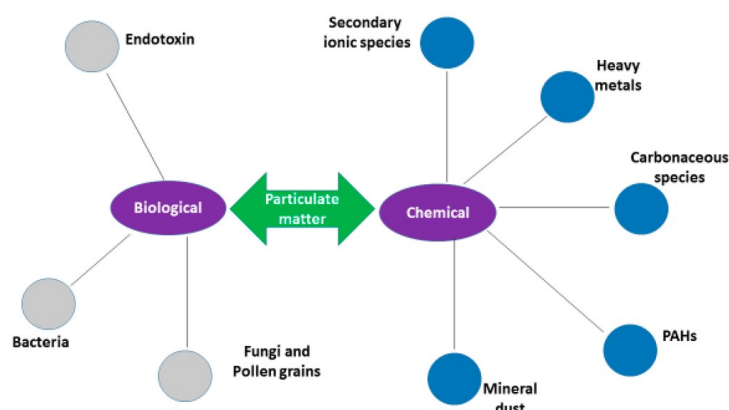 Secondary
ionic species
Endotoxin
Heavy
metals
Carbonaceous
species
Biological
Particulate
matter
Chemical
Bacteria
Fungi and
Pollen grains
PAHs
Mineral
dust